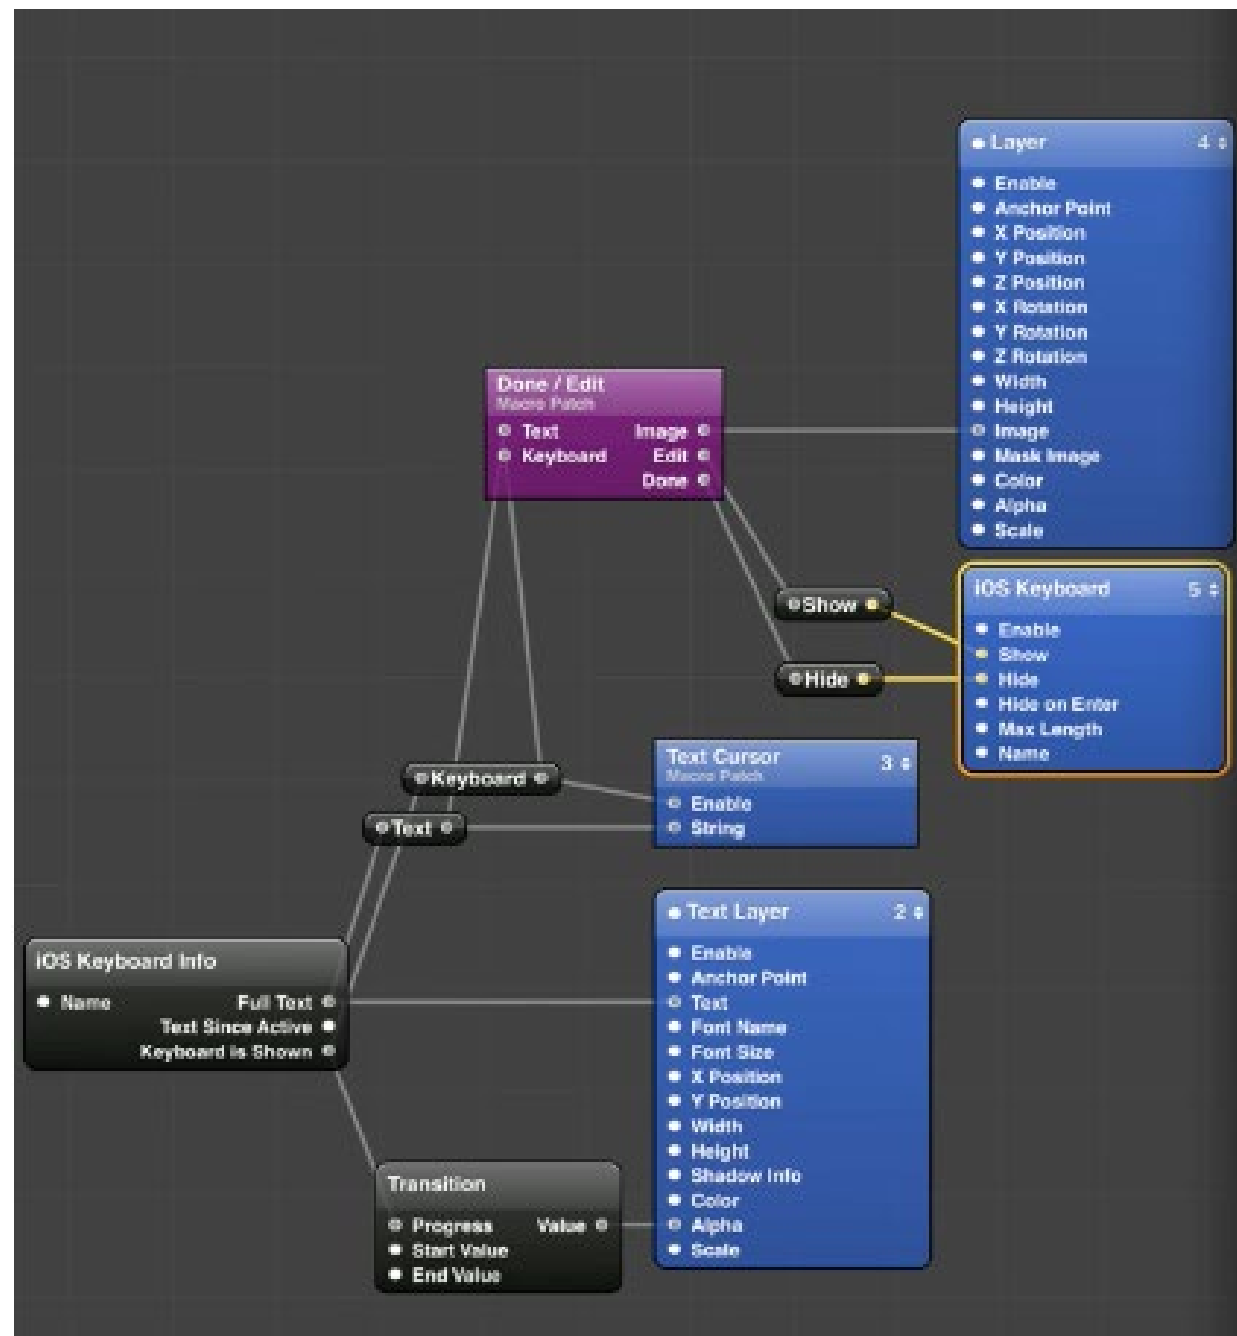 Layer 4
Enable
Anchor Point
X Position
Y Position
Z Position
X Rotation
Y Rotation
Z Rotation
Width
Height
Image
Mask Image
Color
Alpha
Scale
Done / Edit
Macro Patch
Text Image
Keyboard Edit
Done
Show
Hide
iOS Keyboard 5
Enable
Show
Hide
Hide on Enter
Max Length
Name
Keyboard
Text
Text Cursor 3
Macro Patch
Enable
String
Text Layer 2
Enable
Anchor Point
Text
Font Name
Font Size
X Position
Y Position
Width
Height
Shadow Info
Color
Alpha
Scale
iOS Keyboard Info
Name Full Text
Text Since Active
Keyboard is Shown
Transition
Progress Value
Start Value
End Value